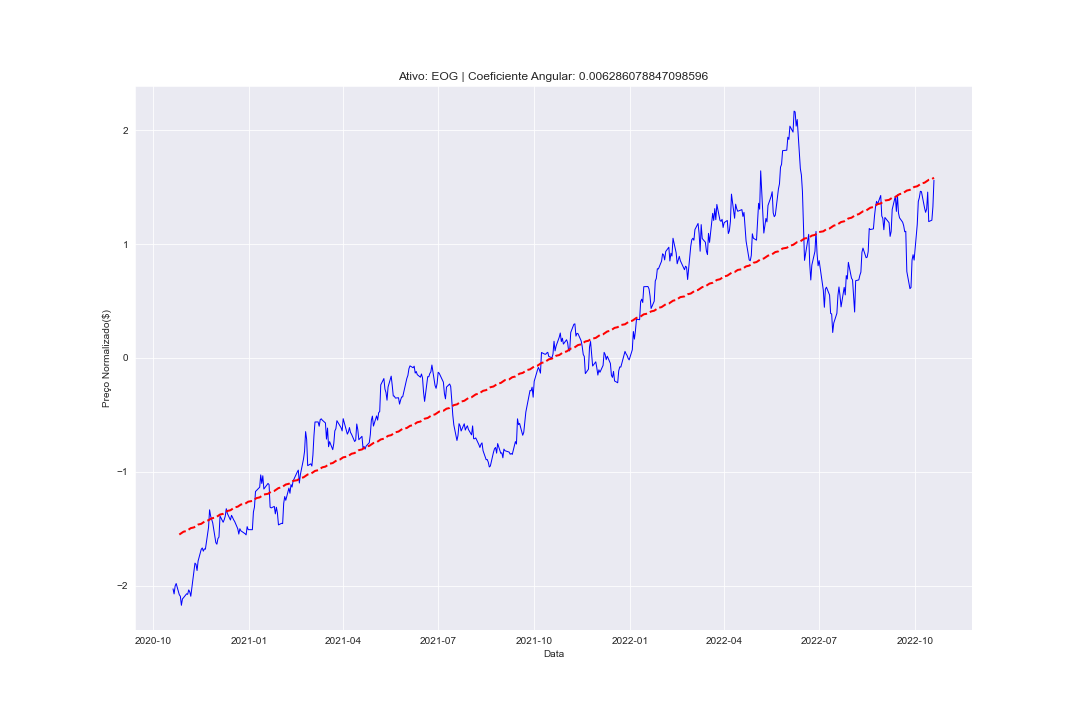 Ativo: EOG | Coeficiente Angular: 0.006286078847098596
2
1
0
−1
−2
Preço Normalizado($)
2020-10 2021-01 2021-04 2021-07 2021-10 2022-01 2022-04 2022-07 2022-10
Data